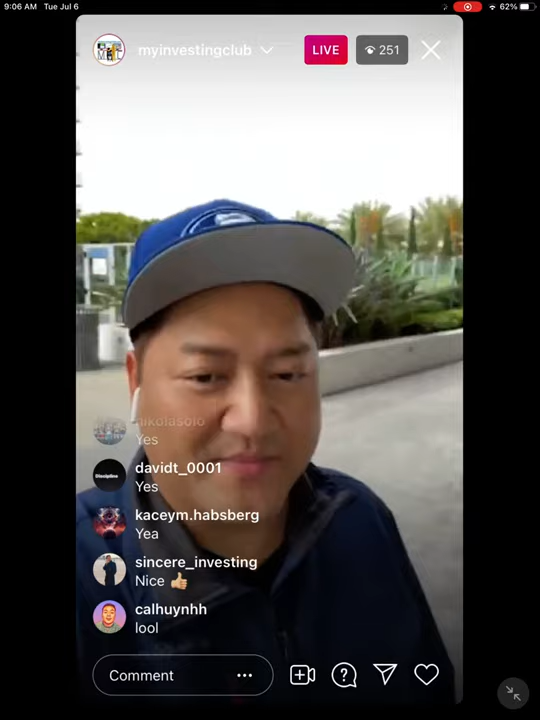 9:06 AM Tue Jul 6
62%
myinvestingclub
LIVE
251
nikolasolo
Yes
davidt_0001
Yes
kaceym.habsberg
Yea
sincere_investing
Nice 👍
calhuynhh
lool
Comment